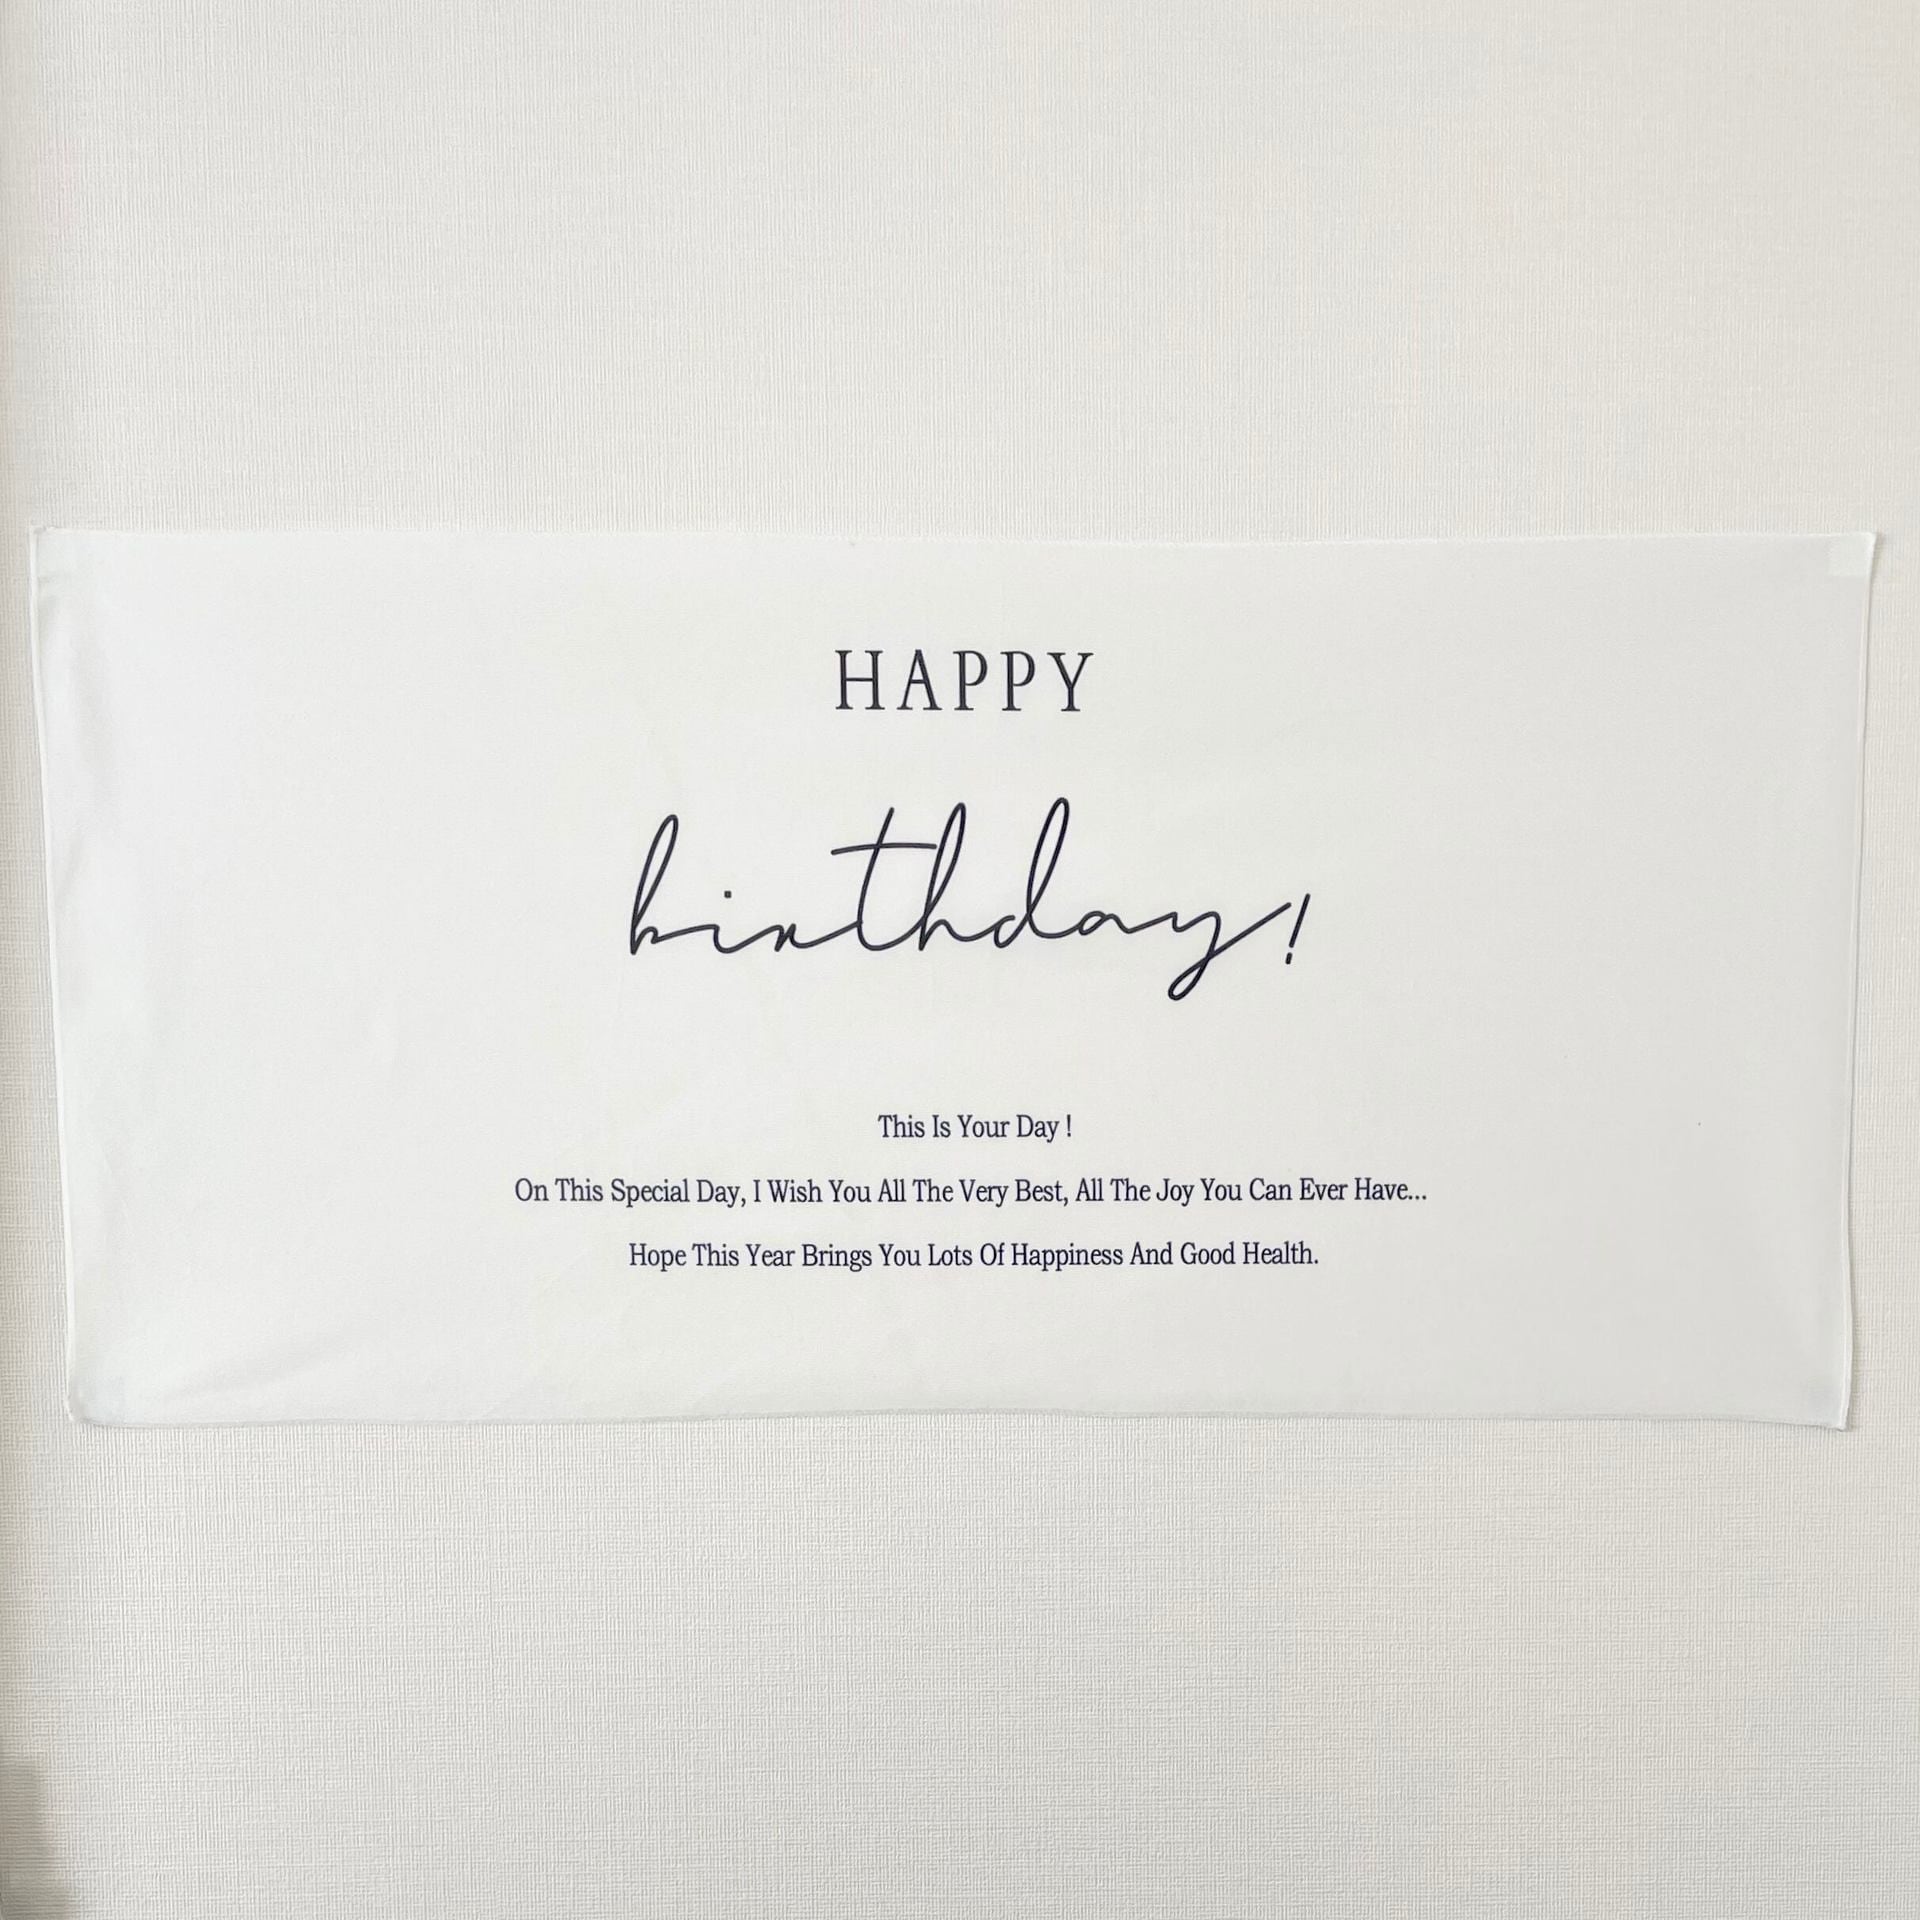 HAPPY
birthday!
This Is Your Day !
On This Special Day, I Wish You All The Very Best, All The Joy You Can Ever Have...
Hope This Year Brings You Lots Of Happiness And Good Health.